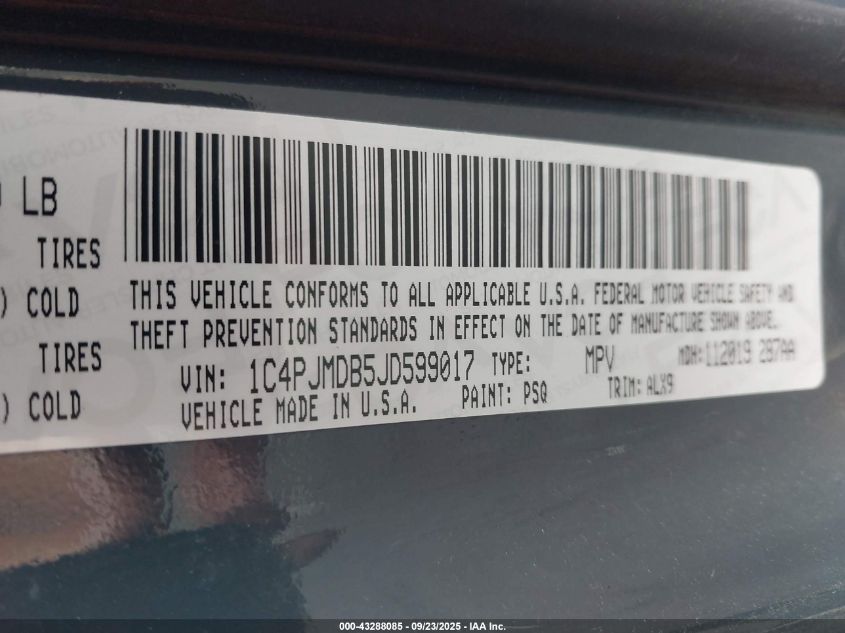 LB
TIRES
) COLD
TIRES
) COLD
THIS VEHICLE CONFORMS TO ALL APPLICABLE U.S.A. FEDERAL MOTOR VEHICLE SAFETY AND
THEFT PREVENTION STANDARDS IN EFFECT ON THE DATE OF MANUFACTURE SHOWN ABOVE.
VIN: 1C4PJMDB5JD599017 TYPE: MPV MDH:112019 297AA
VEHICLE MADE IN U.S.A. PAINT: PSQ TRIM: ALX9
000-43288085 - 09/23/2025 - IAA Inc.